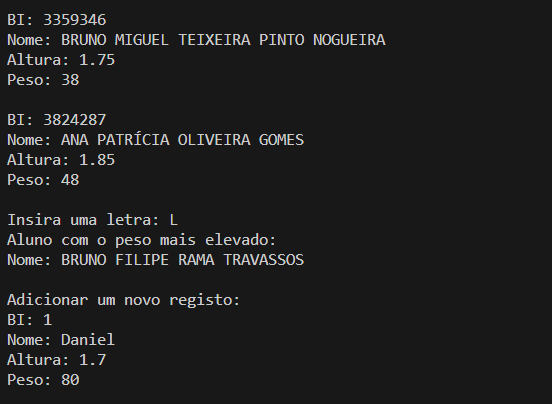 BI: 3359346
Nome: BRUNO MIGUEL TEIXEIRA PINTO NOGUEIRA
Altura: 1.75
Peso: 38
BI: 3824287
Nome: ANA PATRÍCIA OLIVEIRA GOMES
Altura: 1.85
Peso: 48
Insira uma letra: L
Aluno com o peso mais elevado:
Nome: BRUNO FILIPE RAMA TRAVASSOS
Adicionar um novo registo:
BI: 1
Nome: Daniel
Altura: 1.7
Peso: 80